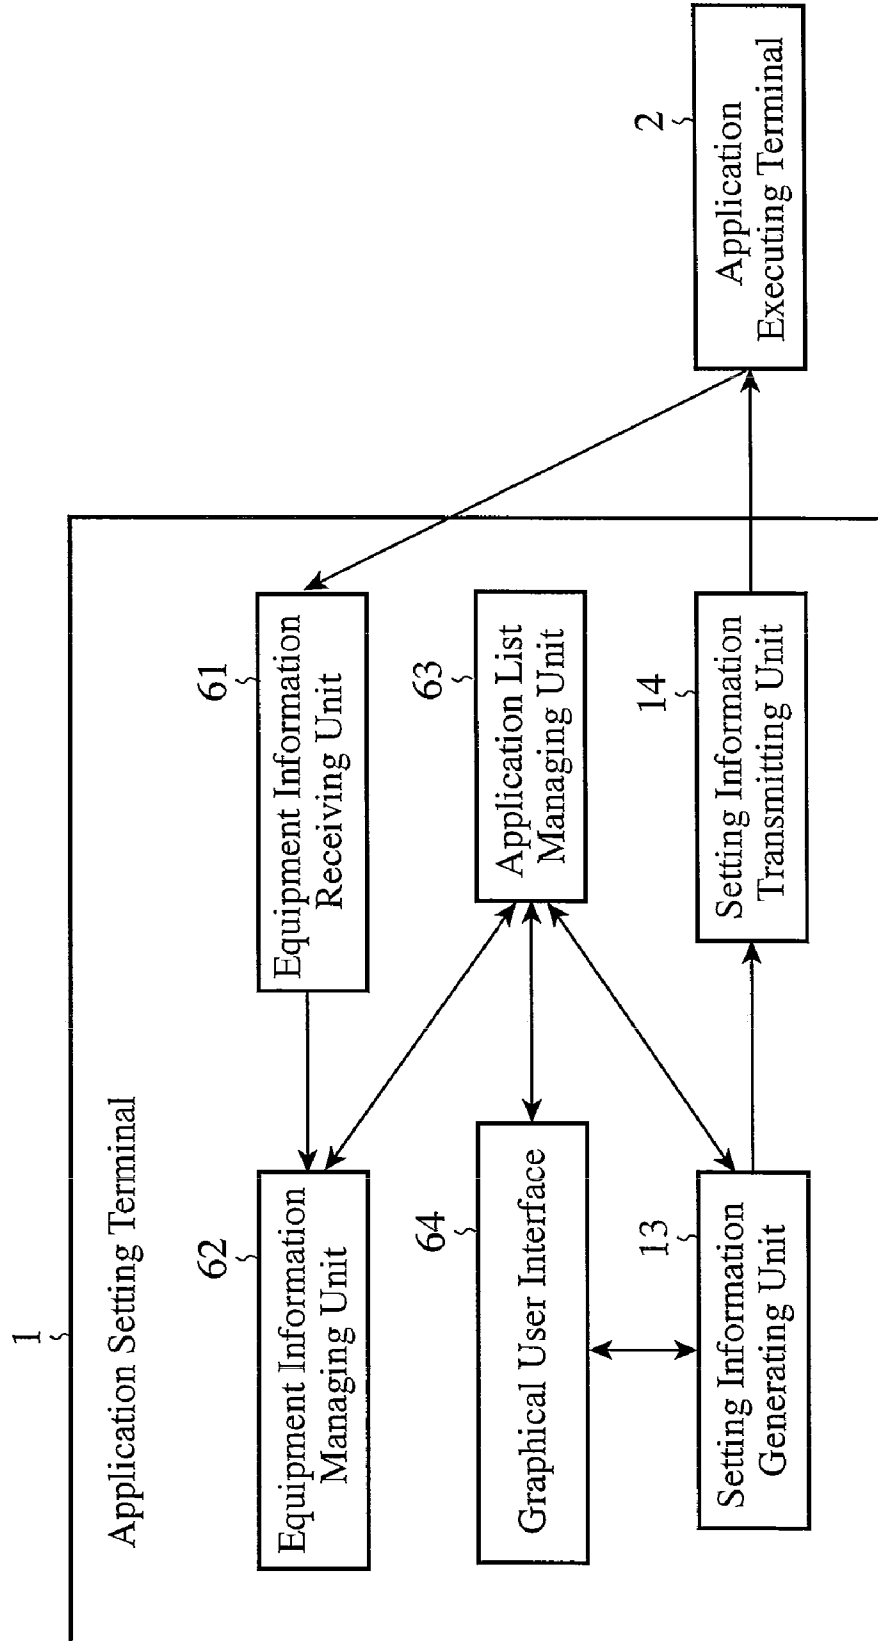 1
Application Setting Terminal
62
Equipment Information
Managing Unit
61
Equipment Information
Receiving Unit
64
Graphical User Interface
63
Application List
Managing Unit
13
Setting Information
Generating Unit
14
Setting Information
Transmitting Unit
2
Application
Executing Terminal